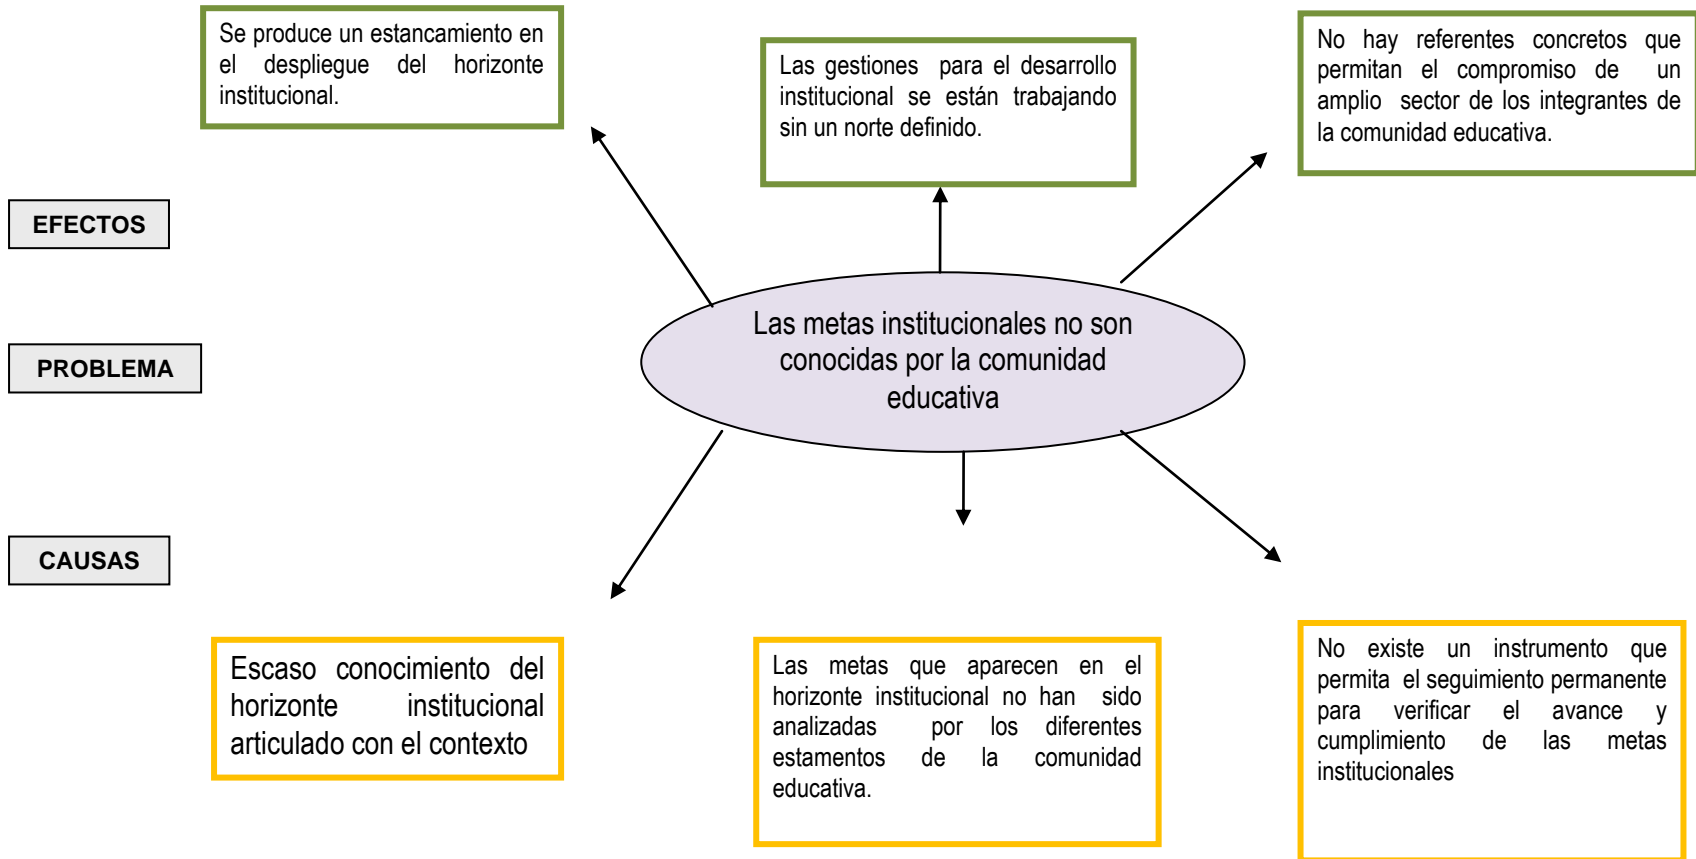 Se produce un estancamiento en
el despliegue del horizonte
institucional.
Las gestiones para el desarrollo
institucional se están trabajando
sin un norte definido.
No hay referentes concretos que
permitan el compromiso de un
amplio sector de los integrantes de
la comunidad educativa.
EFECTOS
PROBLEMA
Las metas institucionales no son
conocidas por la comunidad
educativa
CAUSAS
Escaso conocimiento del
horizonte institucional
articulado con el contexto
Las metas que aparecen en el
horizonte institucional no han sido
analizadas por los diferentes
estamentos de la comunidad
educativa.
No existe un instrumento que
permita el seguimiento permanente
para verificar el avance y
cumplimiento de las metas
institucionales